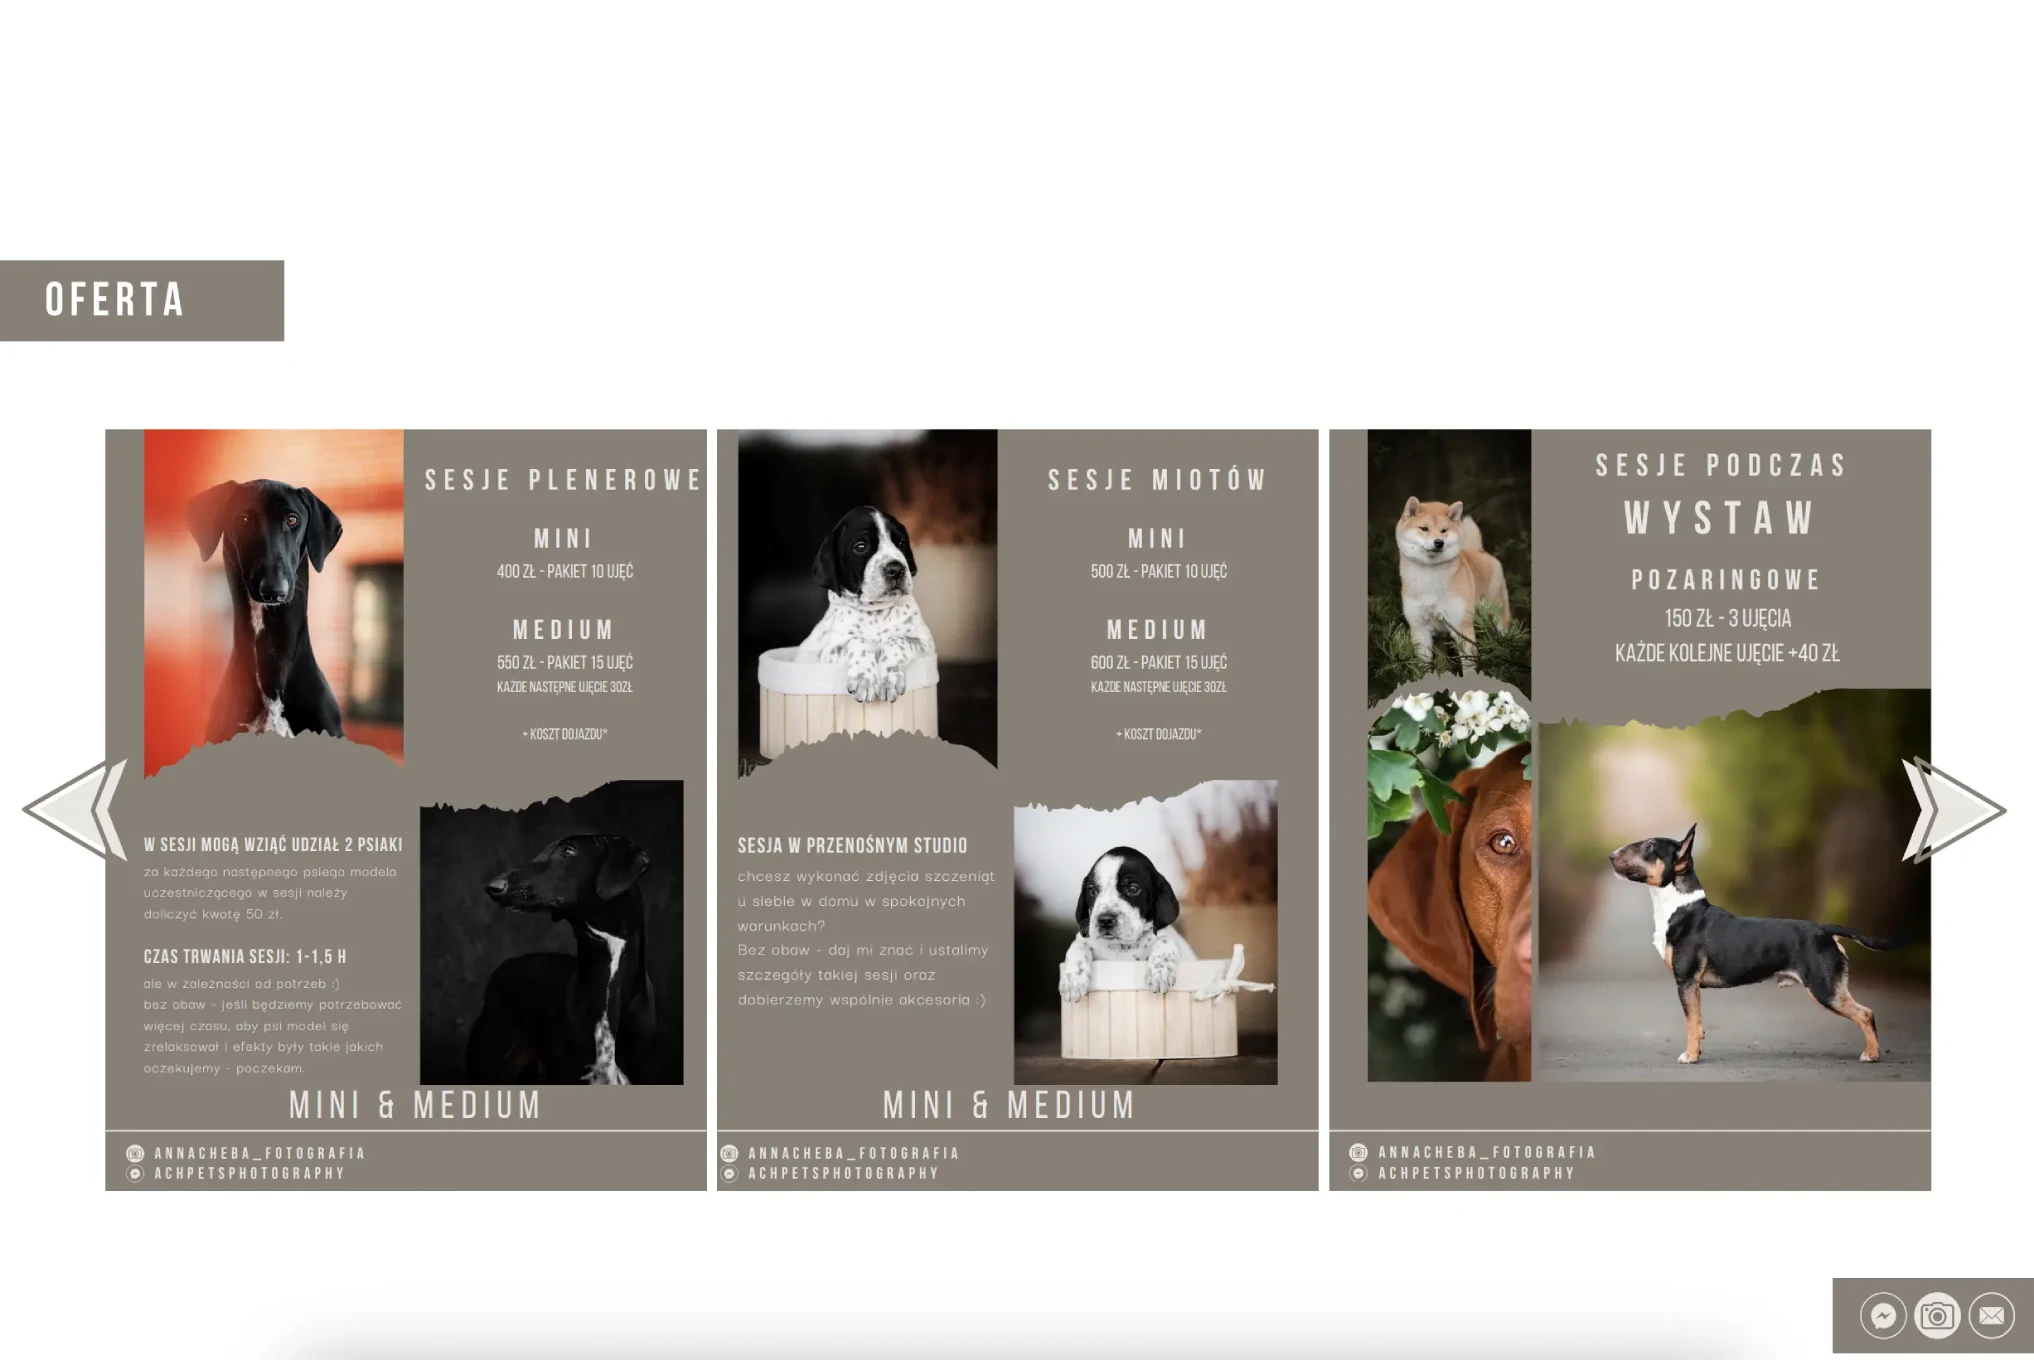 OFERTA
SESJE PLENEROWE
MINI
400 ZŁ - PAKIET 10 UJĘĆ
MEDIUM
550 ZŁ - PAKIET 15 UJĘĆ
KAŻDE NASTĘPNE UJĘCIE 30ZŁ
+ KOSZT DOJAZDU*
W SESJI MOGĄ WZIĄĆ UDZIAŁ 2 PSIAKI
za każdego następnego psiego modela
uczestniczącego w sesji należy
doliczyć kwotę 50 zł.
CZAS TRWANIA SESJI: 1-1,5 H
ale w zależności od potrzeb :)
bez obaw - jeśli będziemy potrzebować
więcej czasu, aby psi model się
zrelaksował i efekty były takie jakich
oczekujemy - poczekam.
MINI & MEDIUM
ANNACHEBA_FOTOGRAFIA
ACHPETSPHOTOGRAPHY
SESJE MIOTÓW
MINI
500 ZŁ - PAKIET 10 UJĘĆ
MEDIUM
600 ZŁ - PAKIET 15 UJĘĆ
KAŻDE NASTĘPNE UJĘCIE 30ZŁ
+ KOSZT DOJAZDU*
SESJA W PRZENOŚNYM STUDIO
chcesz wykonać zdjęcia szczeniąt
u siebie w domu w spokojnych
warunkach?
Bez obaw - daj mi znać i ustalimy
szczegóły takiej sesji oraz
dobierzemy wspólnie akcesoria :)
MINI & MEDIUM
ANNACHEBA_FOTOGRAFIA
ACHPETSPHOTOGRAPHY
SESJE PODCZAS
WYSTAW
POZARINGOWE
150 ZŁ - 3 UJĘCIA
KAŻDE KOLEJNE UJĘCIE +40 ZŁ
ANNACHEBA_FOTOGRAFIA
ACHPETSPHOTOGRAPHY